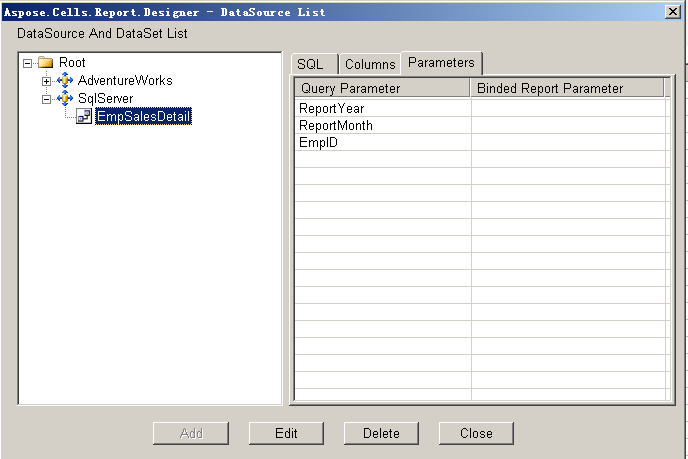 Aspose.Cells.Report.Designer - DataSource List
DataSource And DataSet List
Root
AdventureWorks
SqlServer
EmpSalesDetail
SQL Columns Parameters
Query Parameter Binded Report Parameter
ReportYear
ReportMonth
EmpID
Add Edit Delete Close